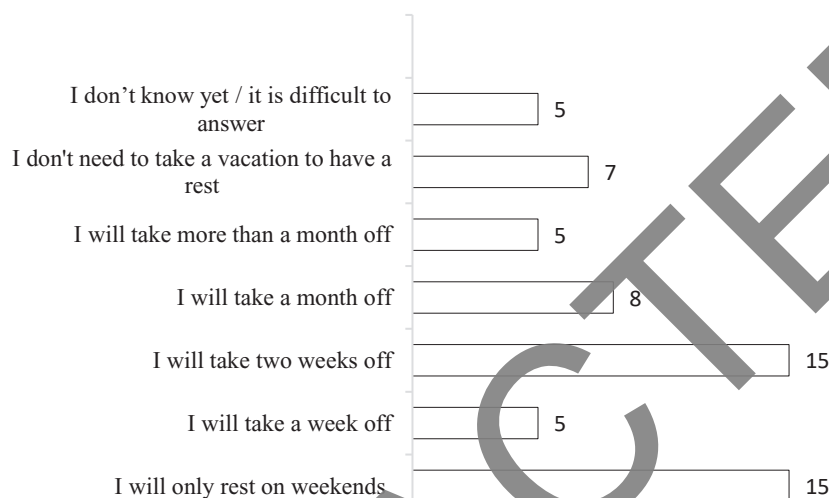 I don’t know yet / it is difficult to
answer
5
I don't need to take a vacation to have a
rest
7
I will take more than a month off
5
I will take a month off
8
I will take two weeks off
15
I will take a week off
5
I will only rest on weekends
15
CTE